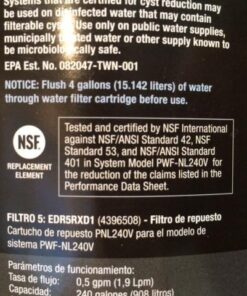 Systems that are certified for cyst reduction may
be used on disinfected water that may contain
filterable cysts. Use only on public water supplies,
municipally treated water or other supply known to
be microbiologically safe.
EPA Est. No. 082047-TWN-001
NOTICE: Flush 4 gallons (15.142 liters) of water
through water filter cartridge before use.
NSF
REPLACEMENT
ELEMENT
Tested and certified by NSF International
against NSF/ANSI Standard 42, NSF
Standard 53, and NSF/ANSI Standard
401 in System Model PWF-NL240V for
the reduction of the claims listed in the
Performance Data Sheet.
FILTRO 5: EDR5RXD1 (4396508) - Filtro de repuesto
Cartucho de repuesto PNL240V para el modelo de
sistema PWF-NL240V
Parámetros de funcionamiento:
Tasa de flujo: 0,5 gpm (1,9 Lpm)
Capacidad: 240 galones (908 litros)